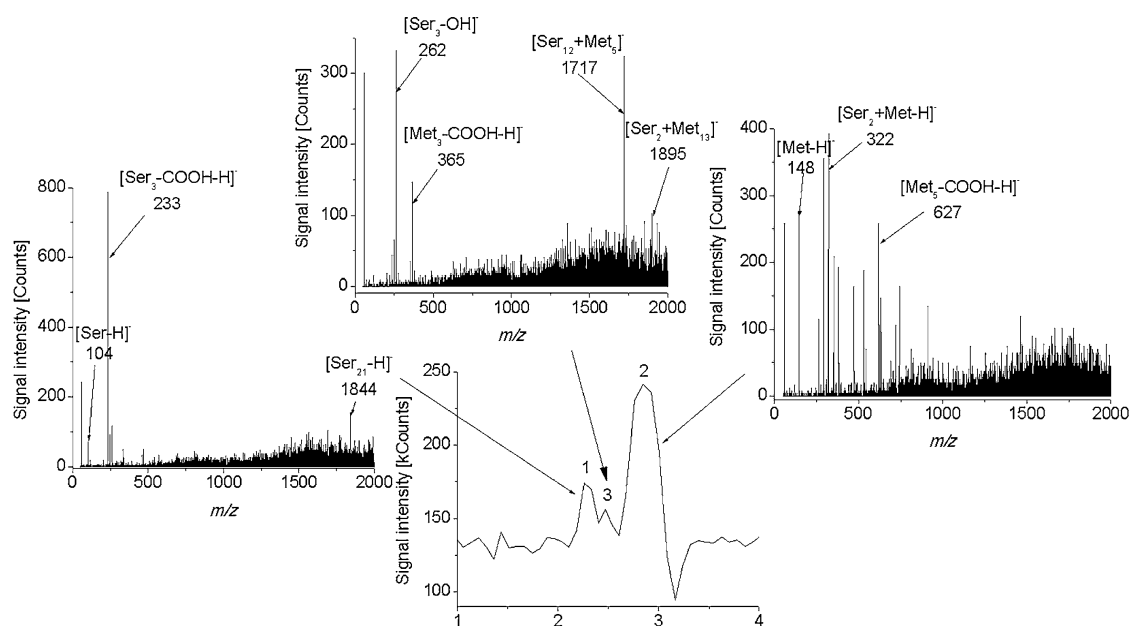 [Ser₃-COOH-H]⁻
233
[Ser-H]⁻
104
[Ser₂₁-H]⁻
1844
Signal intensity [Counts]
800
600
400
200
0
0 500 1000 1500 2000
m/z
[Ser₃-OH]⁻
262
[Ser₁₂+Met₅]⁻
1717
[Met₃-COOH-H]⁻
365
[Ser₂+Met₁₃]⁻
1895
Signal intensity [Counts]
300
200
100
0
0 500 1000 1500 2000
m/z
[Ser₂+Met-H]⁻
322
[Met-H]⁻
148
[Met₅-COOH-H]⁻
627
Signal intensity [Counts]
400
300
200
100
0
0 500 1000 1500 2000
m/z
Signal intensity [kCounts]
250
200
150
100
1
3
2
1 2 3 4